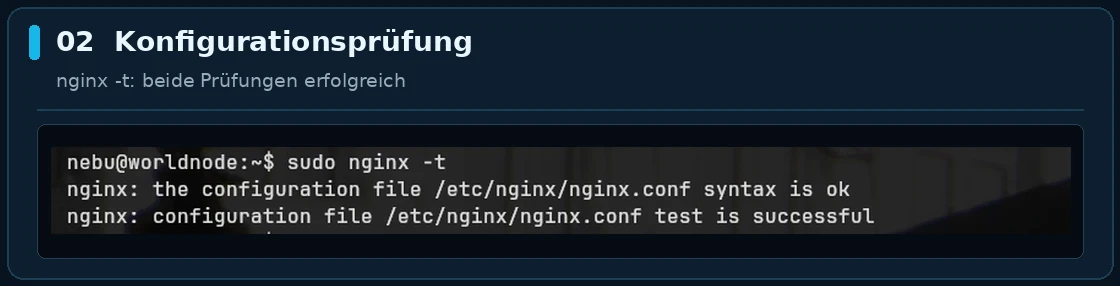 02 Konfigurationsprüfung
nginx -t: beide Prüfungen erfolgreich
nebu@worldnode:~$ sudo nginx -t
nginx: the configuration file /etc/nginx/nginx.conf syntax is ok
nginx: configuration file /etc/nginx/nginx.conf test is successful